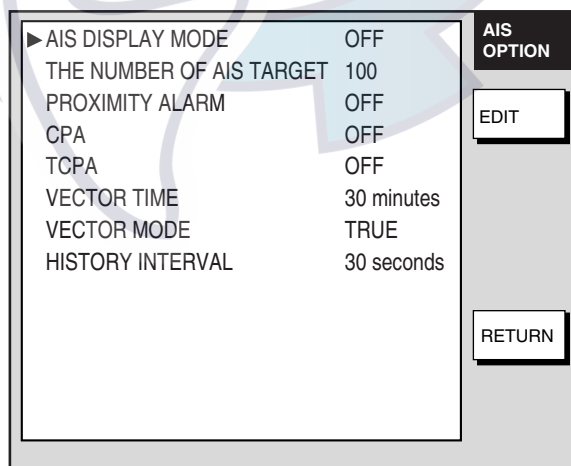 ▶AIS DISPLAY MODE OFF
THE NUMBER OF AIS TARGET 100
PROXIMITY ALARM OFF
CPA OFF
TCPA OFF
VECTOR TIME 30 minutes
VECTOR MODE TRUE
HISTORY INTERVAL 30 seconds
AIS
OPTION
EDIT
RETURN